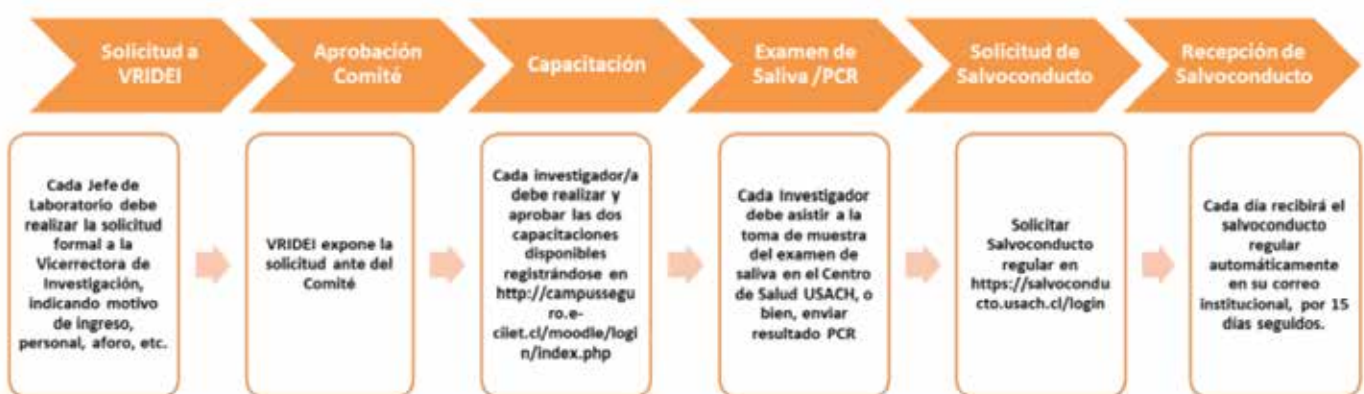 Solicitud a
VRIDEI
Aprobación
Comité
Capacitación
Examen de
Saliva /PCR
Solicitud de
Salvoconducto
Recepción de
Salvoconducto
Cada Jefe de
Laboratorio debe
realizar la solicitud
formal a la
Vicerrectora de
Investigación,
indicando motivo
de ingreso,
personal, aforo, etc.
VRIDEI expone la
solicitud ante del
Comité
Cada investigador/a
debe realizar y
aprobar las dos
capacitaciones
disponibles
registrándose en
http://campussegu
ro.e-
ciiet.cl/moodle/logi
n/index.php
Cada Investigador
debe asistir a la
toma de muestra
del examen de
saliva en el Centro
de Salud USACH, o
bien, enviar
resultado PCR
Solicitar
Salvoconducto
regular en
https://salvocondu
cto.usach.cl/login
Cada día recibirá el
salvoconducto
regular
automáticamente
en su correo
institucional, por 15
días seguidos.